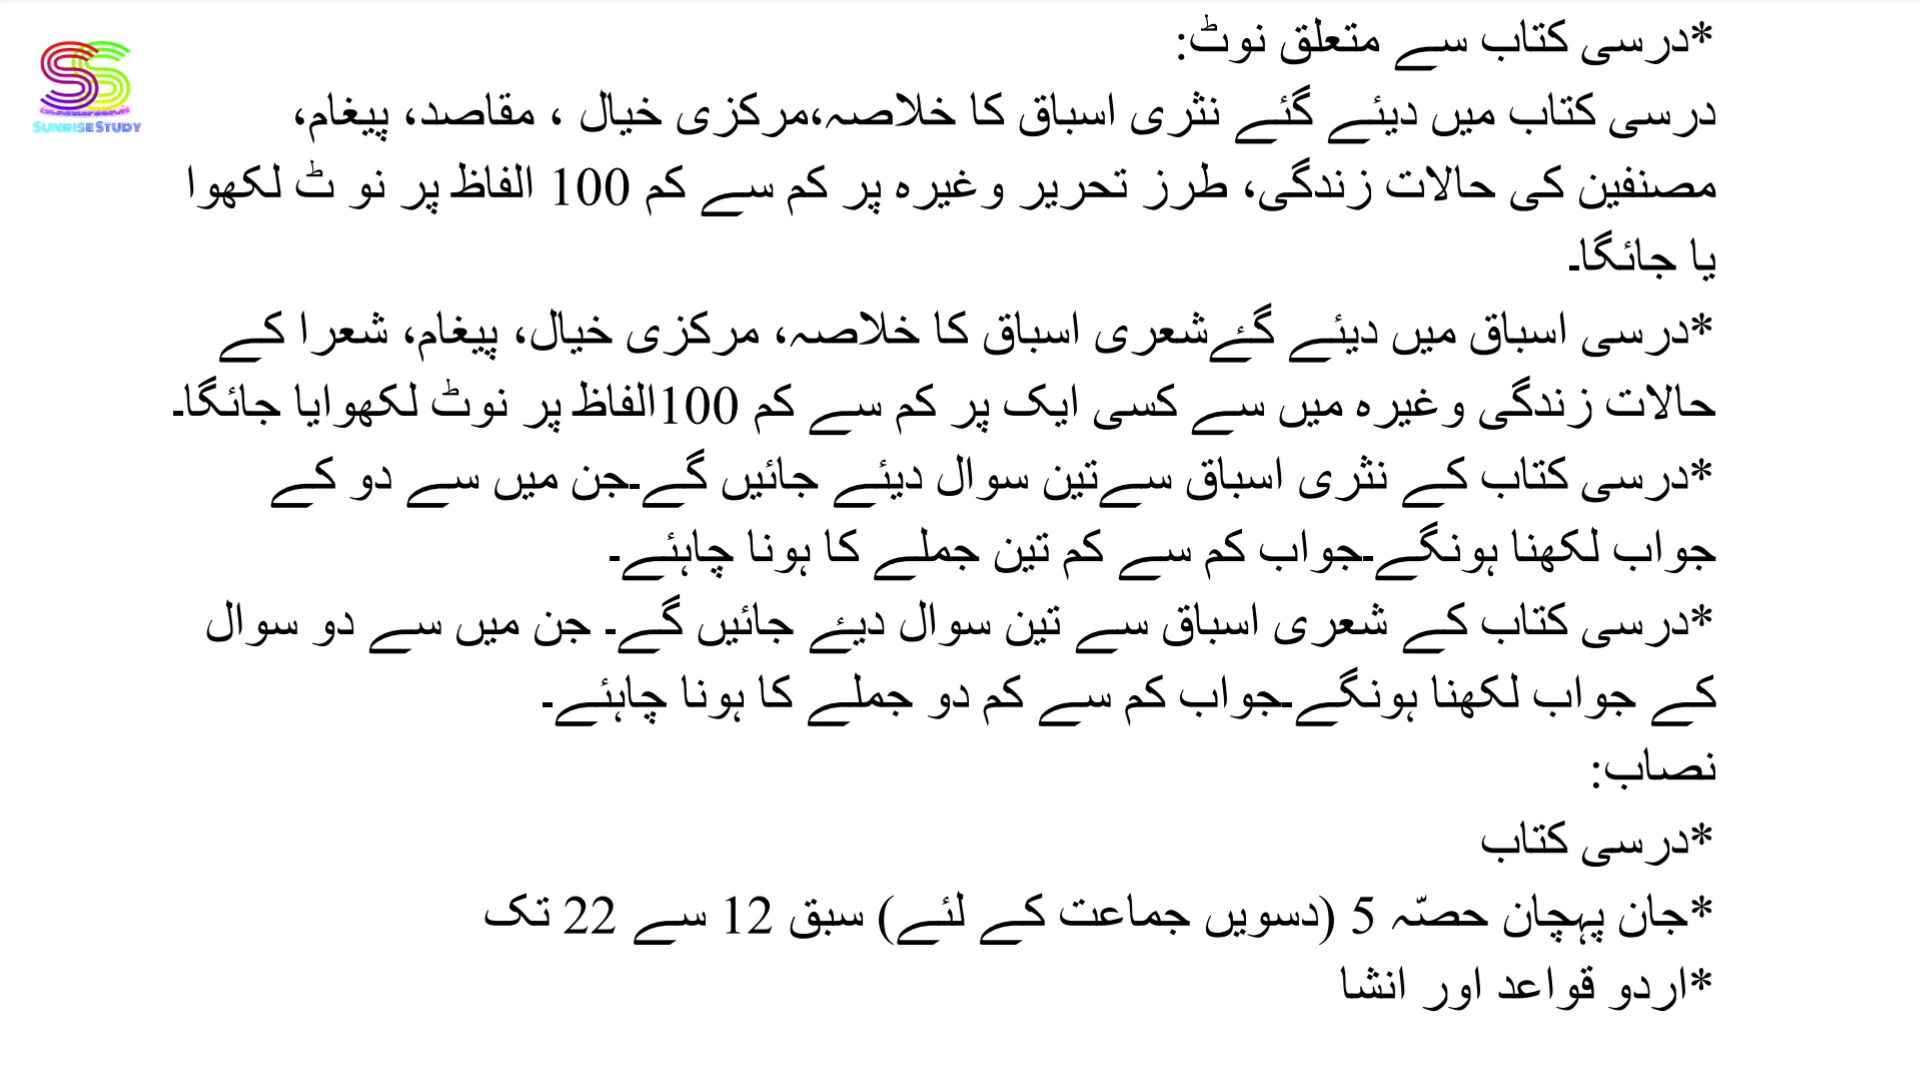 *درسی کتاب سے متعلق نوٹ:
درسی کتاب میں دیئے گئے نثری اسباق کا خلاصہ،مرکزی خیال ، مقاصد، پیغام،
مصنفین کی حالات زندگی، طرز تحریر وغیرہ پر کم سے کم 100 الفاظ پر نو ٹ لکھوا
یا جائگا۔
*درسی اسباق میں دیئے گئےشعری اسباق کا خلاصہ، مرکزی خیال، پیغام، شعرا کے
حالات زندگی وغیرہ میں سے کسی ایک پر کم سے کم 100الفاظ پر نوٹ لکھوایا جائگا۔
*درسی کتاب کے نثری اسباق سےتین سوال دیئے جائیں گے۔جن میں سے دو کے
جواب لکھنا ہونگے۔جواب کم سے کم تین جملے کا ہونا چاہئے۔
*درسی کتاب کے شعری اسباق سے تین سوال دیۓ جائیں گے۔ جن میں سے دو سوال
کے جواب لکھنا ہونگے۔جواب کم سے کم دو جملے کا ہونا چاہئے۔
نصاب:
*درسی کتاب
*جان پہچان حصّہ 5 (دسویں جماعت کے لئے) سبق 12 سے 22 تک
*اردو قواعد اور انشا
SS
SUNRISESTUDY